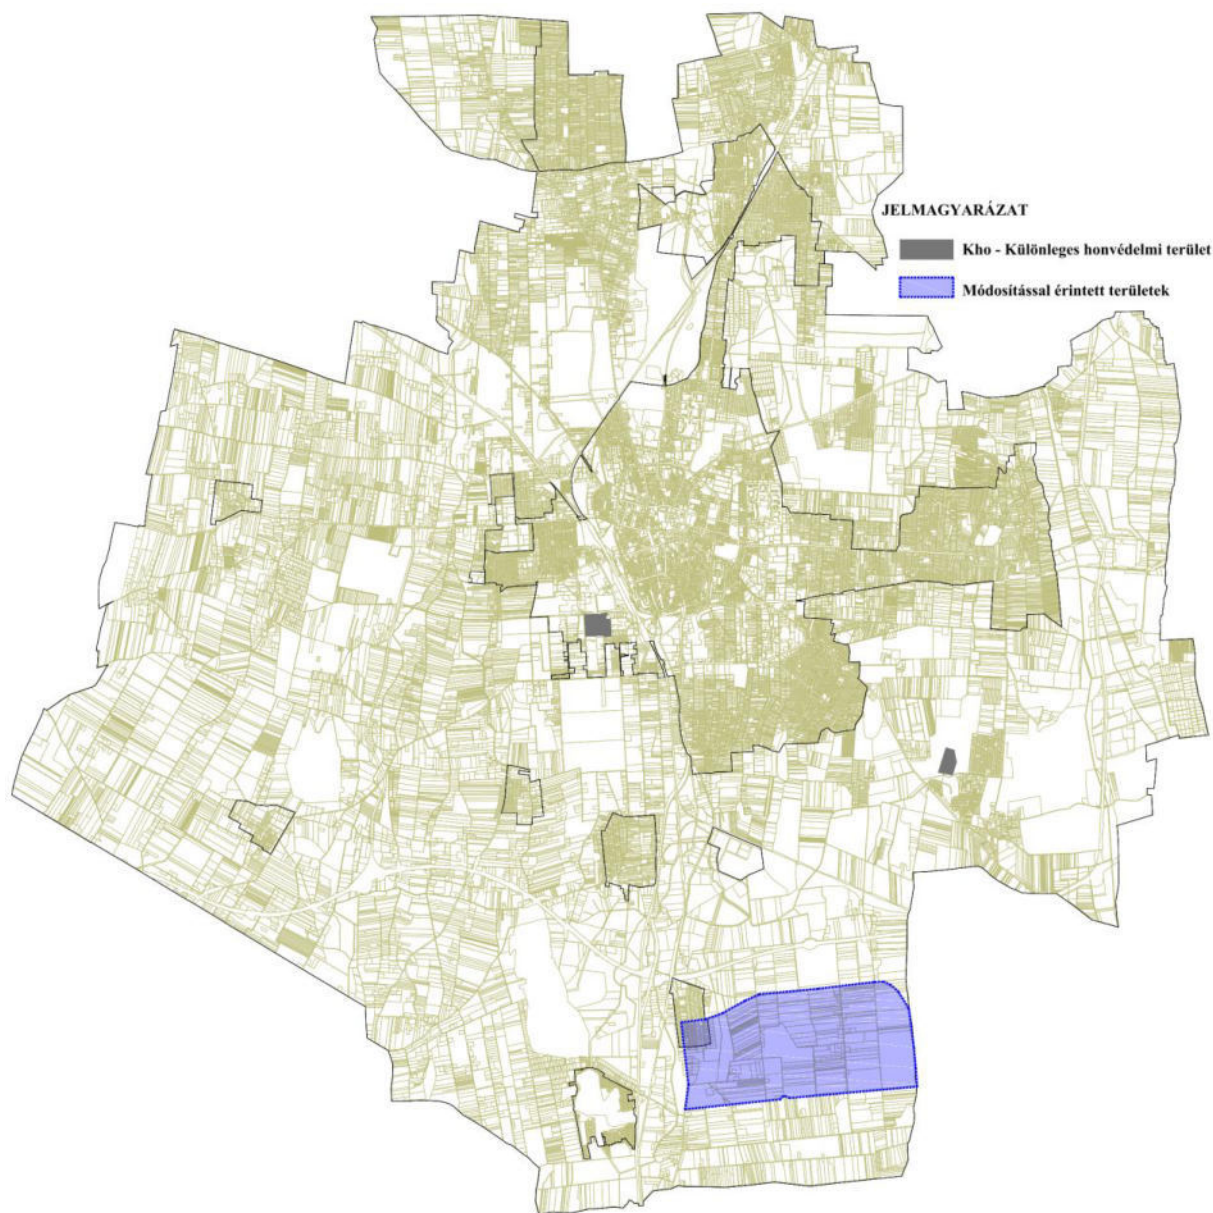 JELMAGYARÁZAT
Kho - Különleges honvédelmi terület
Módosítással érintett területek